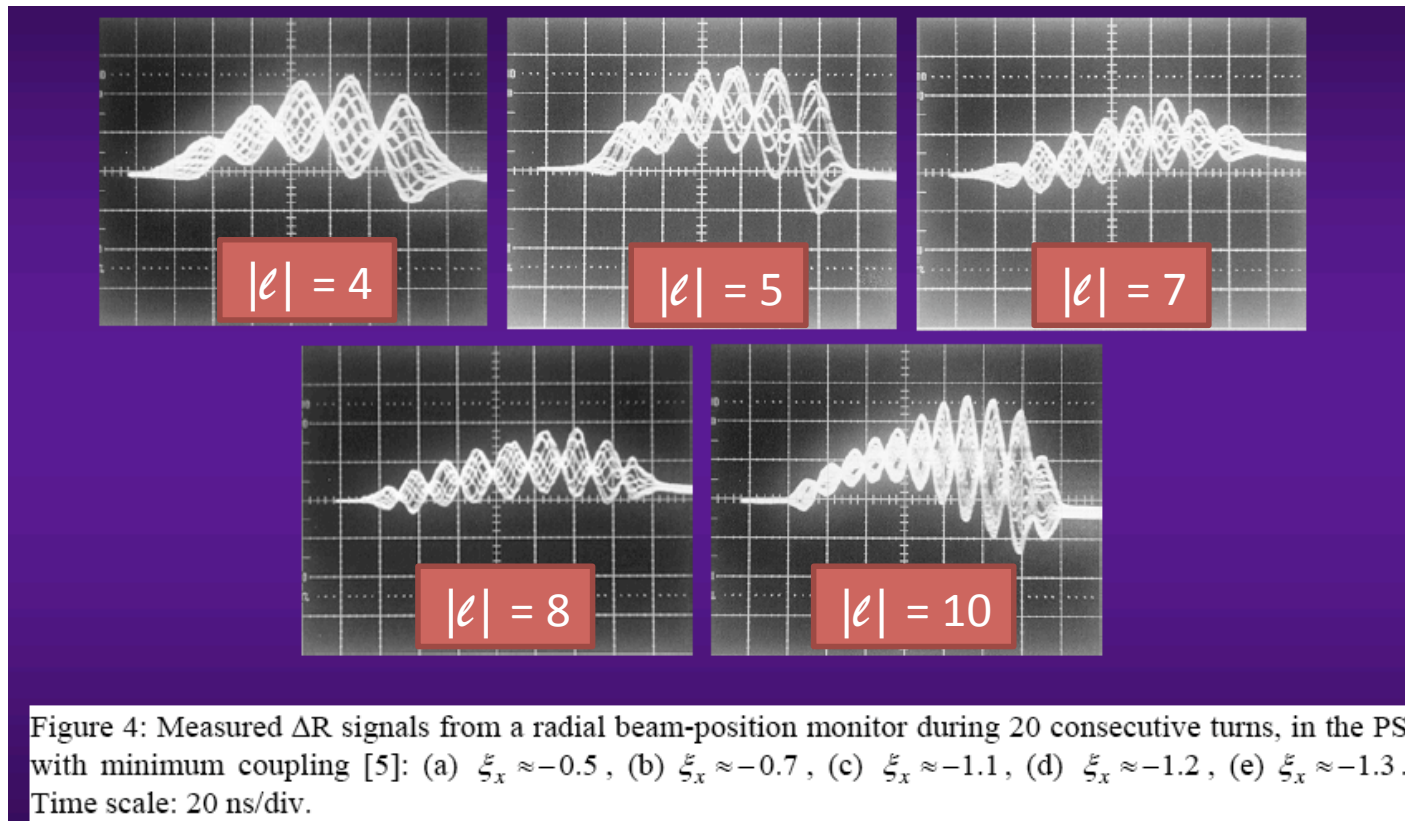 |ℓ| = 4
|ℓ| = 5
|ℓ| = 7
|ℓ| = 8
|ℓ| = 10
Figure 4: Measured ΔR signals from a radial beam-position monitor during 20 consecutive turns, in the PS
with minimum coupling [5]: (a) ξₓ ≈ −0.5 , (b) ξₓ ≈ −0.7 , (c) ξₓ ≈ −1.1 , (d) ξₓ ≈ −1.2 , (e) ξₓ ≈ −1.3 .
Time scale: 20 ns/div.